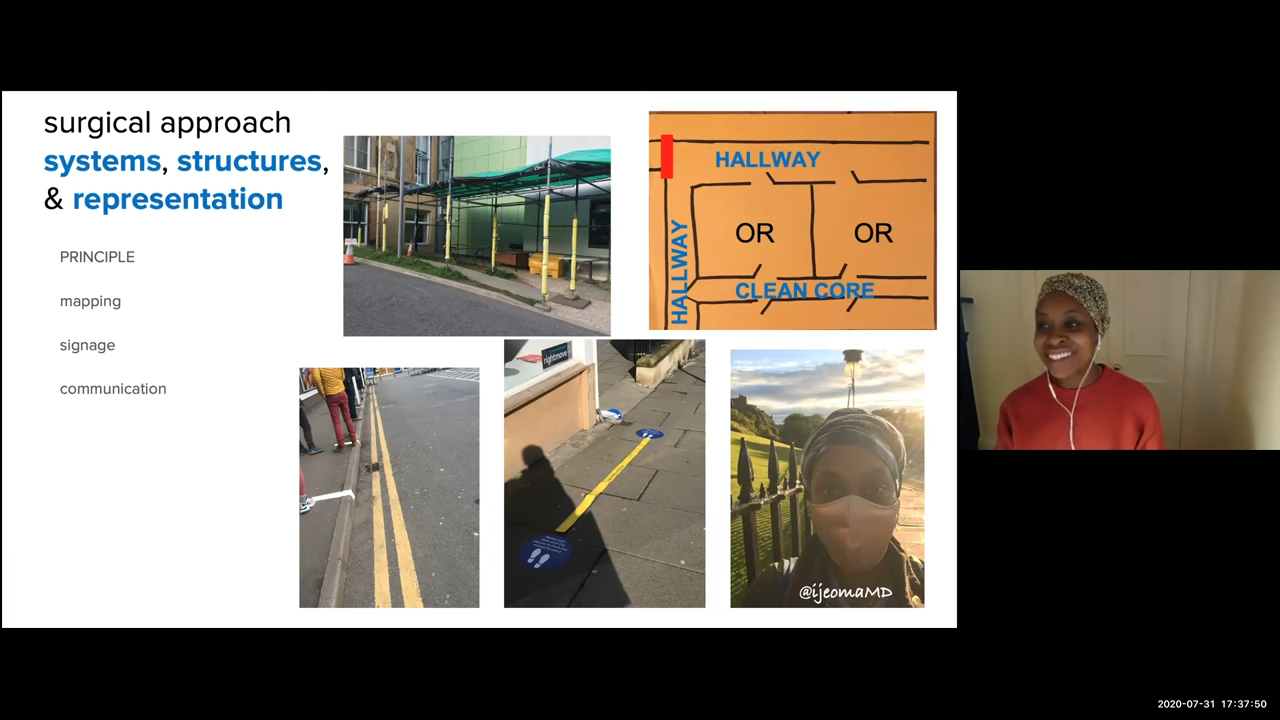 surgical approach
systems, structures,
& representation
PRINCIPLE
mapping
signage
communication
HALLWAY
OR
OR
HALLWAY
CLEAN CORE
rightmove
@ijeomaMD
2020-07-31 17:37:50